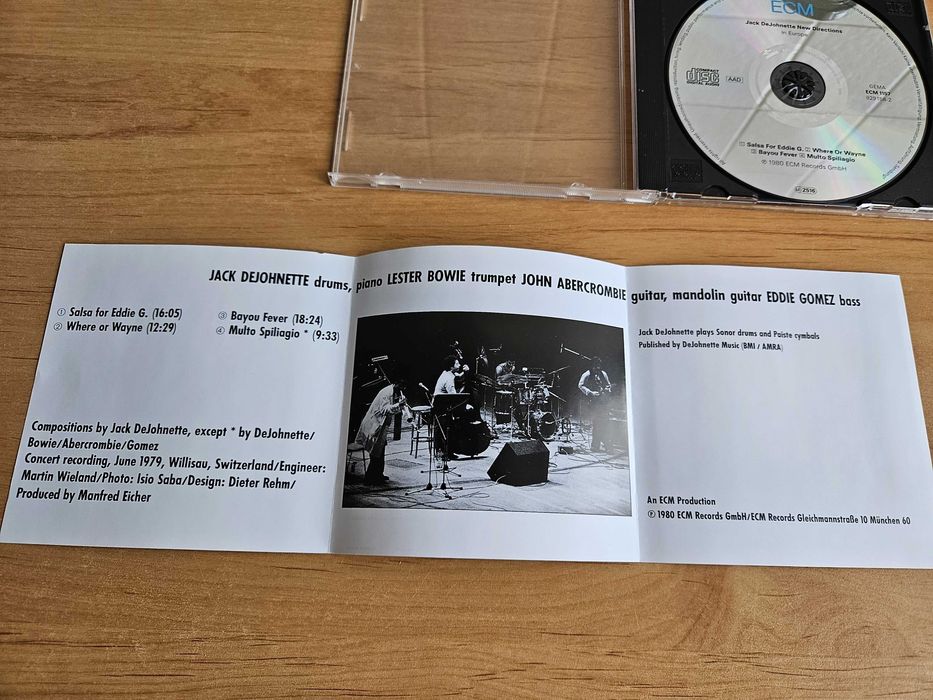 ECM
Jack DeJohnette New Directions
in Europe
COMPACT
disc
DIGITAL AUDIO
AAD
GEMA
ECM 1157
829158-2
① Salsa For Eddie G. ② Where Or Wayne
③ Bayou Fever ④ Multo Spiliagio
℗ 1980 ECM Records GmbH
LC 2516
JACK DEJOHNETTE drums, piano LESTER BOWIE trumpet JOHN ABERCROMBIE guitar, mandolin guitar EDDIE GOMEZ bass
① Salsa for Eddie G. (16:05)
② Where or Wayne (12:29)
③ Bayou Fever (18:24)
④ Multo Spiliagio * (9:33)
Compositions by Jack DeJohnette, except * by DeJohnette/
Bowie/Abercrombie/Gomez
Concert recording, June 1979, Willisau, Switzerland/Engineer:
Martin Wieland/Photo: Isio Saba/Design: Dieter Rehm/
Produced by Manfred Eicher
Jack DeJohnette plays Sonor drums and Paiste cymbals
Published by DeJohnette Music (BMI / AMRA)
An ECM Production
℗ 1980 ECM Records GmbH/ECM Records Gleichmannstraße 10 München 60